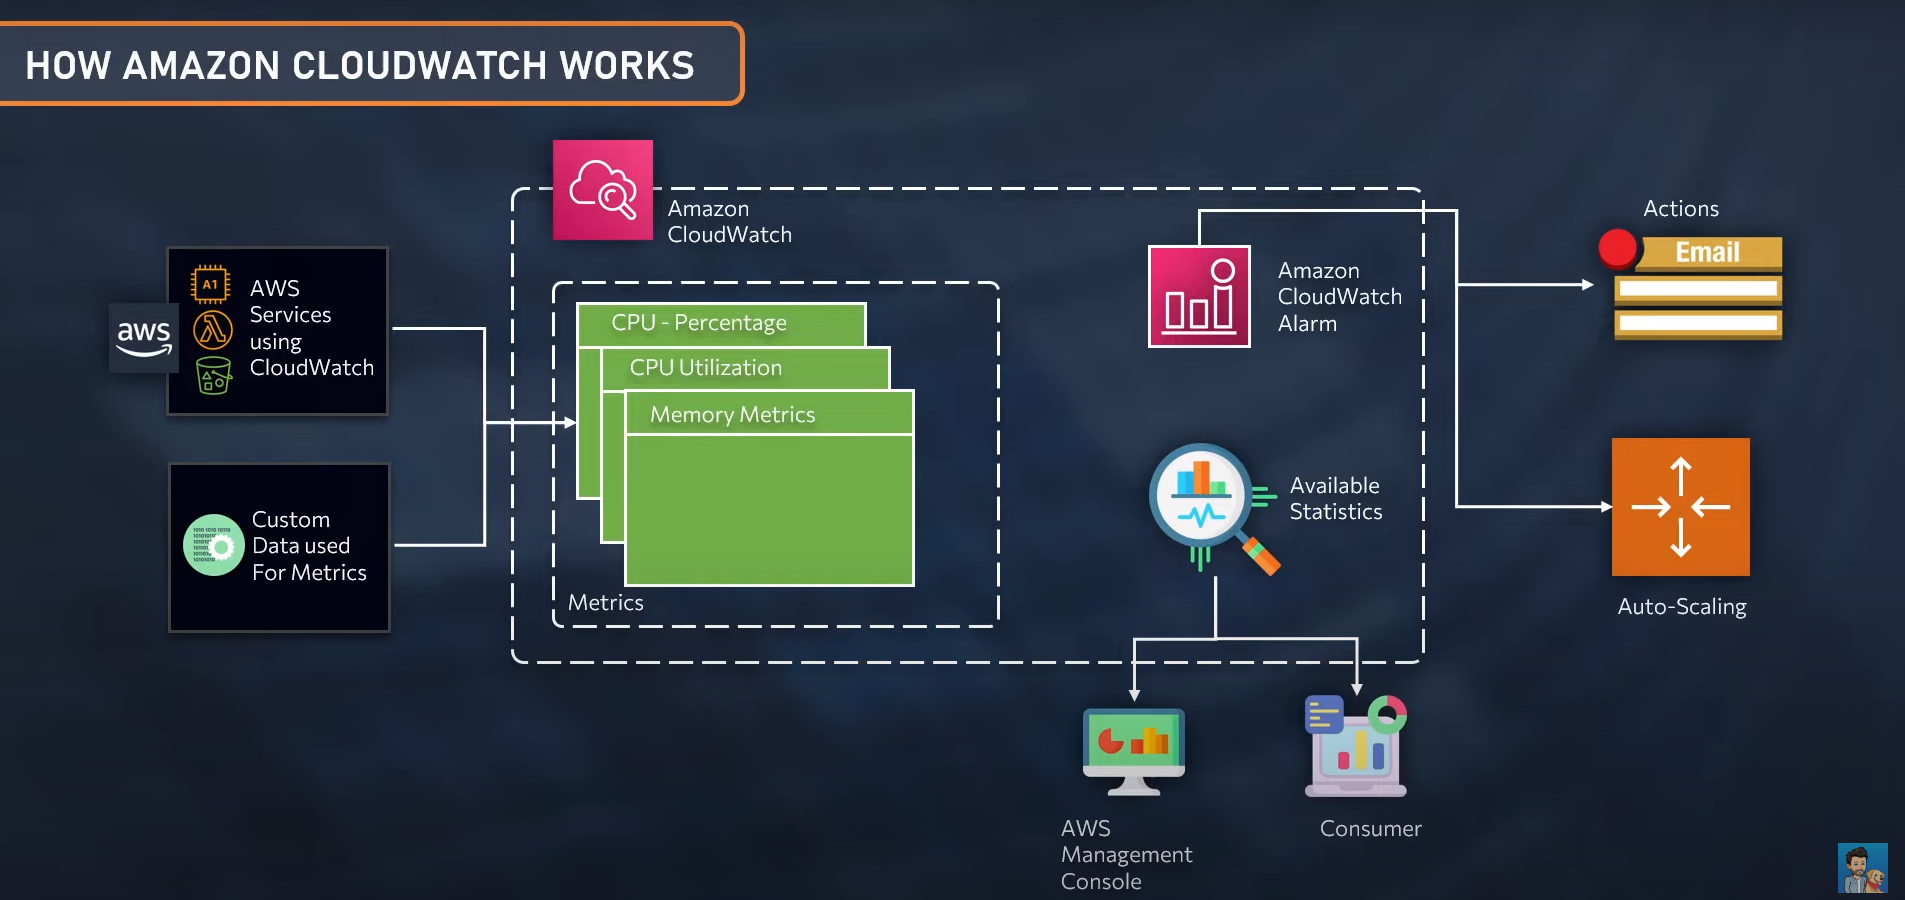 HOW AMAZON CLOUDWATCH WORKS
Amazon
CloudWatch
aws
A1
AWS
Services
using
CloudWatch
Custom
Data used
For Metrics
CPU - Percentage
CPU Utilization
Memory Metrics
Metrics
Amazon
CloudWatch
Alarm
Available
Statistics
Actions
Email
Auto-Scaling
AWS
Management
Console
Consumer